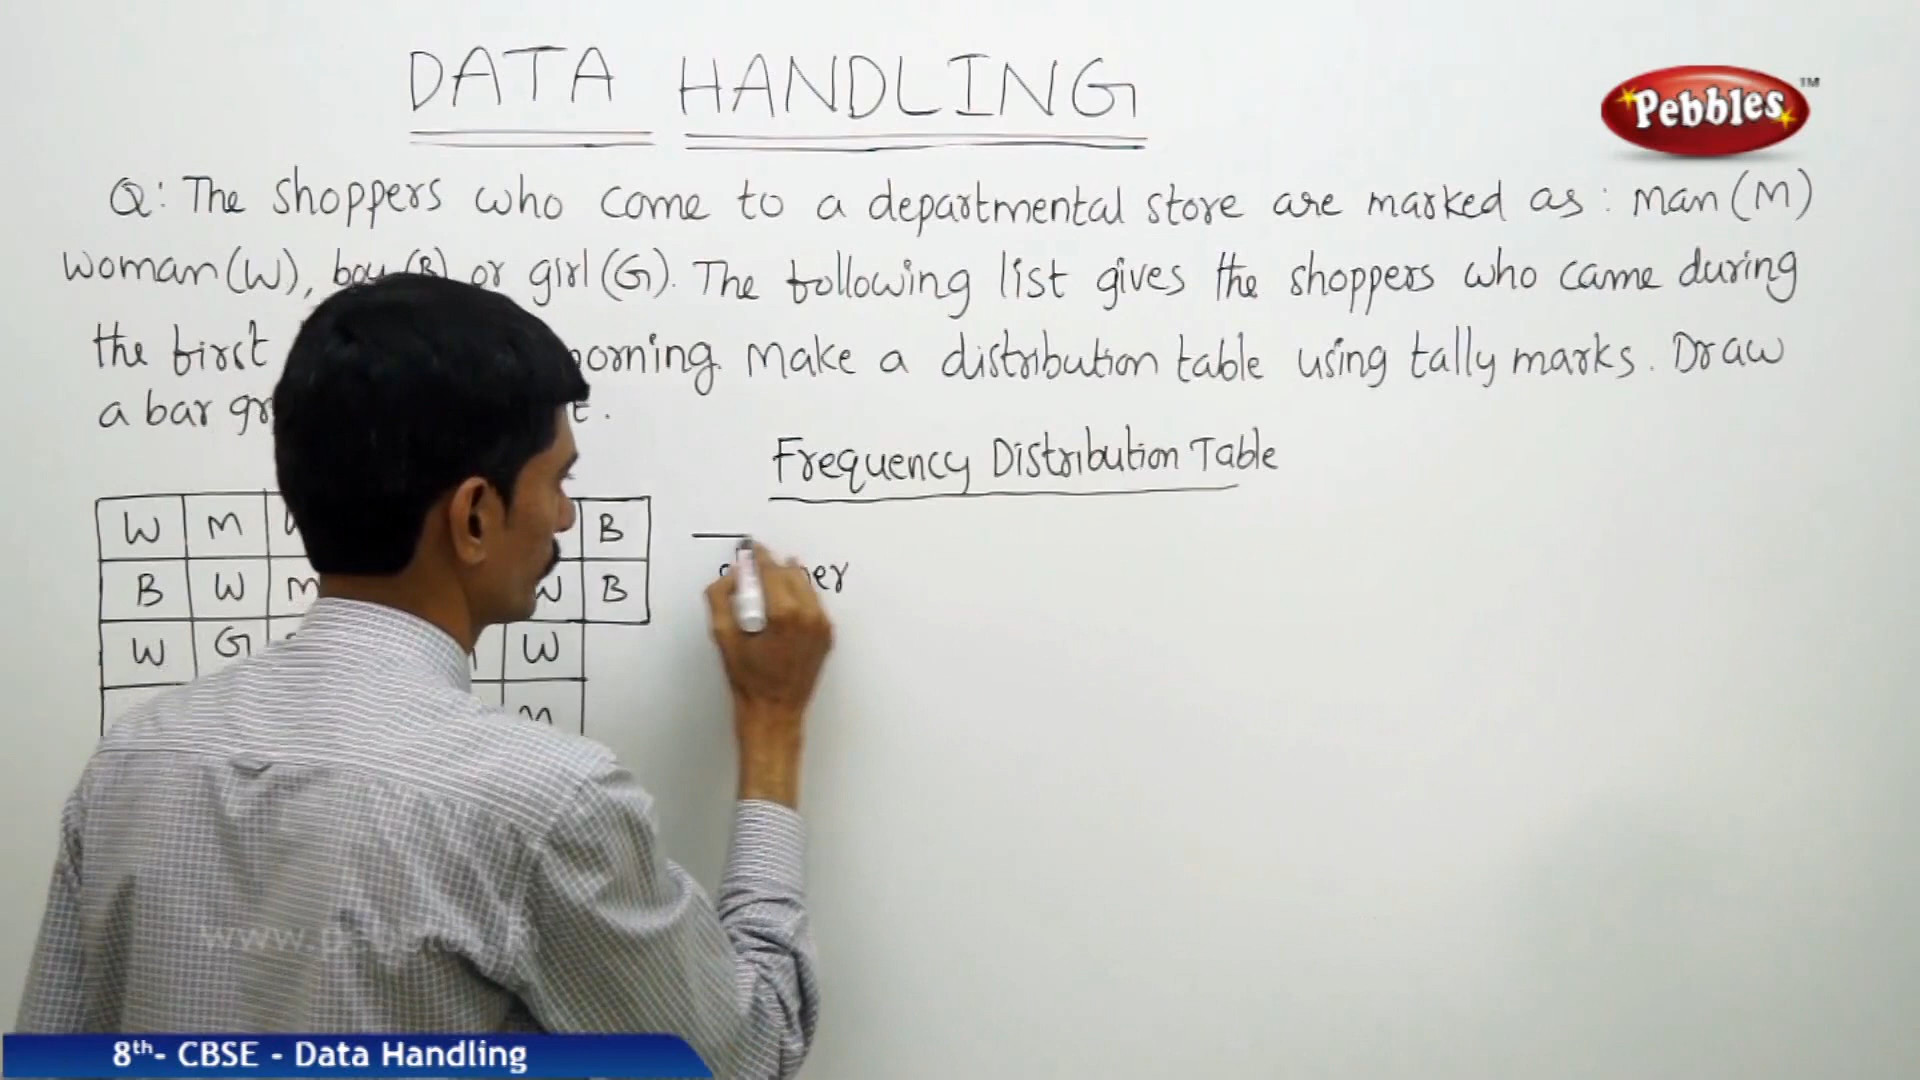 DATA HANDLING
Pebbles TM
Q: The shoppers who come to a departmental store are marked as: man (M)
woman (W), boy (B) or girl (G). The following list gives the shoppers who came during
the first morning. Make a distribution table using tally marks. Draw
a bar
Frequency Distribution Table
W M B
B W M W B
W G W
M
8th- CBSE - Data Handling